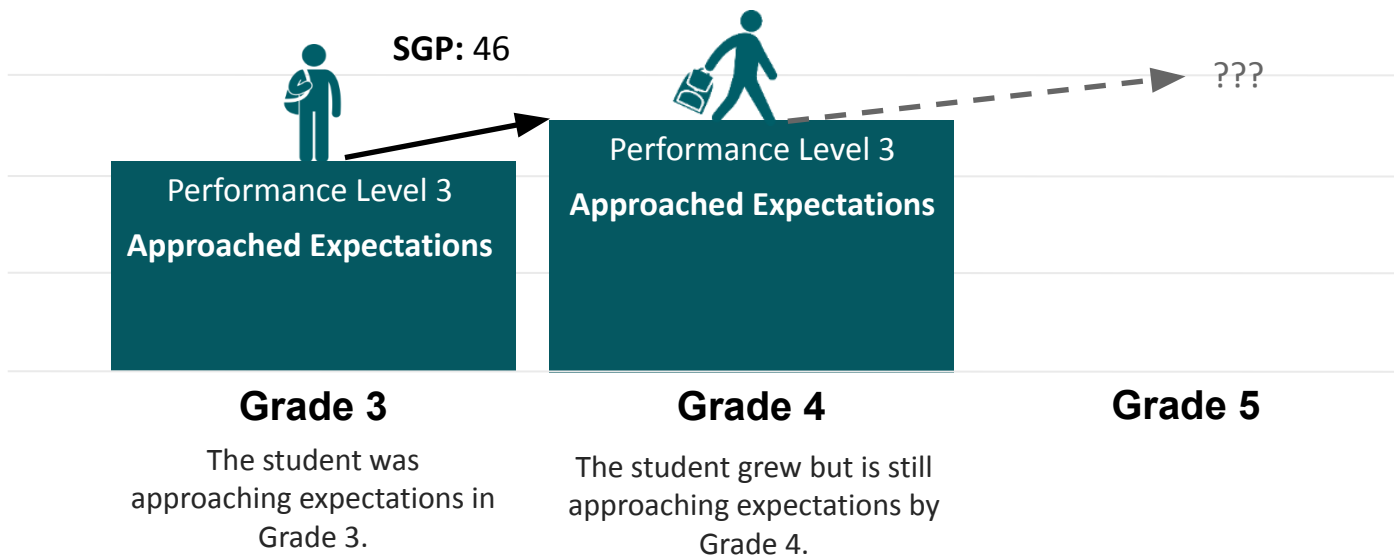 SGP: 46
???
Performance Level 3
Approached Expectations
Performance Level 3
Approached Expectations
Grade 3
Grade 4
Grade 5
The student was
approaching expectations in
Grade 3.
The student grew but is still
approaching expectations by
Grade 4.